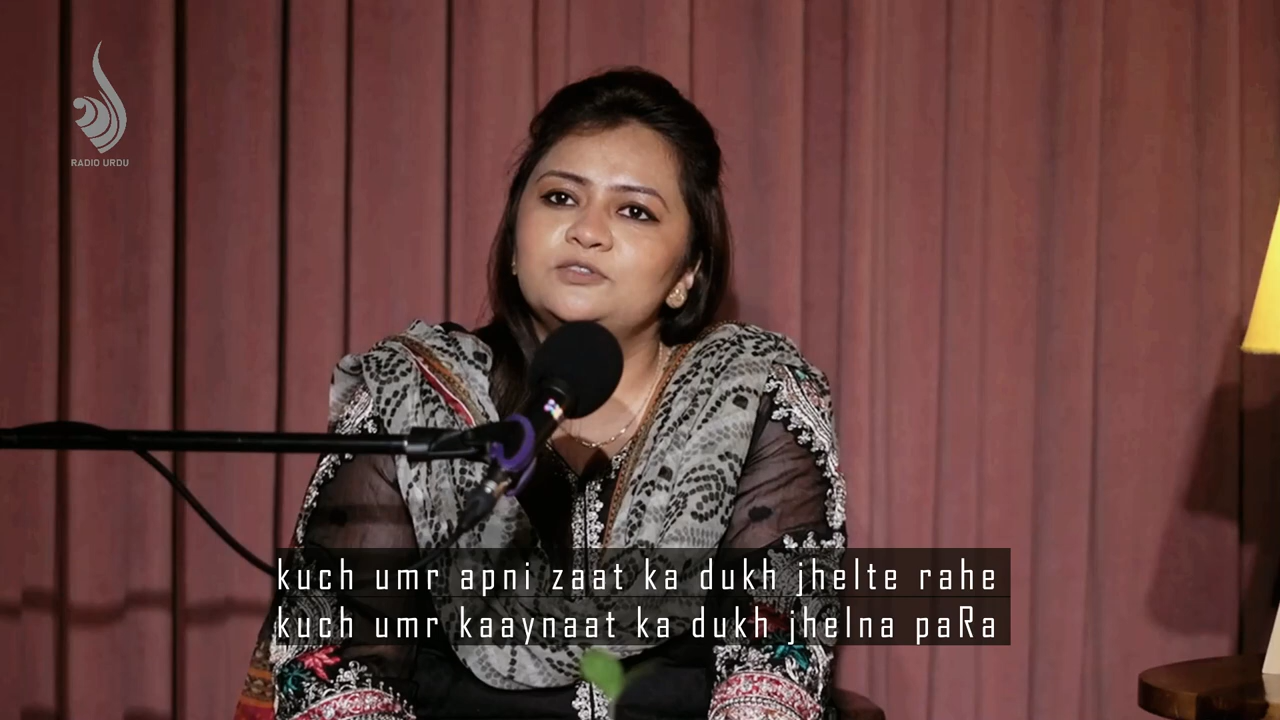 RADIO URDU
kuch umr apni zaat ka dukh jhelte rahe
kuch umr kaaynaat ka dukh jhelna paRa